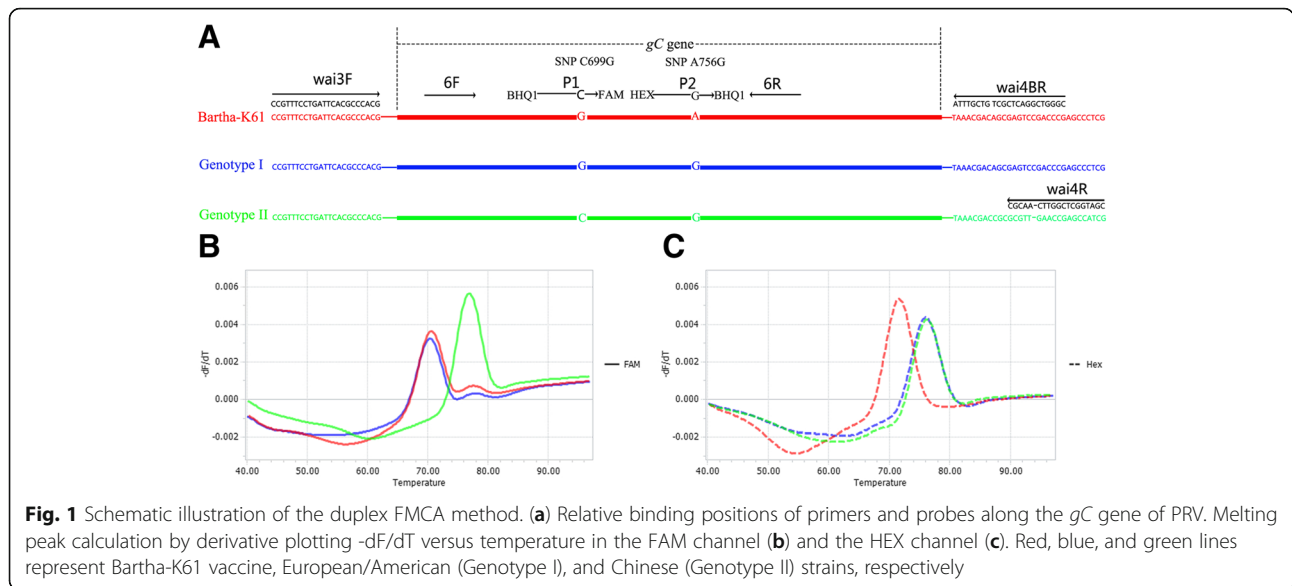 A
gC gene
SNP C699G SNP A756G
wai3F 6F P1 P2 6R wai4BR
BHQ1 C FAM HEX G BHQ1
CCGTTTCCTGATTCACGCCCACG ATTTGCTGTCGCTCAGGCTGGGC
Bartha-K61 CCGTTTCCTGATTCACGCCCACG G A TAAACGACAGCGAGTCCGACCCGAGCCCTCG
Genotype I CCGTTTCCTGATTCACGCCCACG G G TAAACGACAGCGAGTCCGACCCGAGCCCTCG
wai4R
CGCAA-CTTGGCTCGGTAGC
Genotype II CCGTTTCCTGATTCACGCCCACG C G TAAACGACCGCGCGTT-GAACCGAGCCATCG
B
0.006
0.004
0.002
0.000
-0.002
-dF/dT
40.00 50.00 60.00 70.00 80.00 90.00
Temperature
FAM
C
0.006
0.004
0.002
0.000
-0.002
-dF/dT
40.00 50.00 60.00 70.00 80.00 90.00
Temperature
Hex
Fig. 1 Schematic illustration of the duplex FMCA method. (a) Relative binding positions of primers and probes along the gC gene of PRV. Melting
peak calculation by derivative plotting -dF/dT versus temperature in the FAM channel (b) and the HEX channel (c). Red, blue, and green lines
represent Bartha-K61 vaccine, European/American (Genotype I), and Chinese (Genotype II) strains, respectively